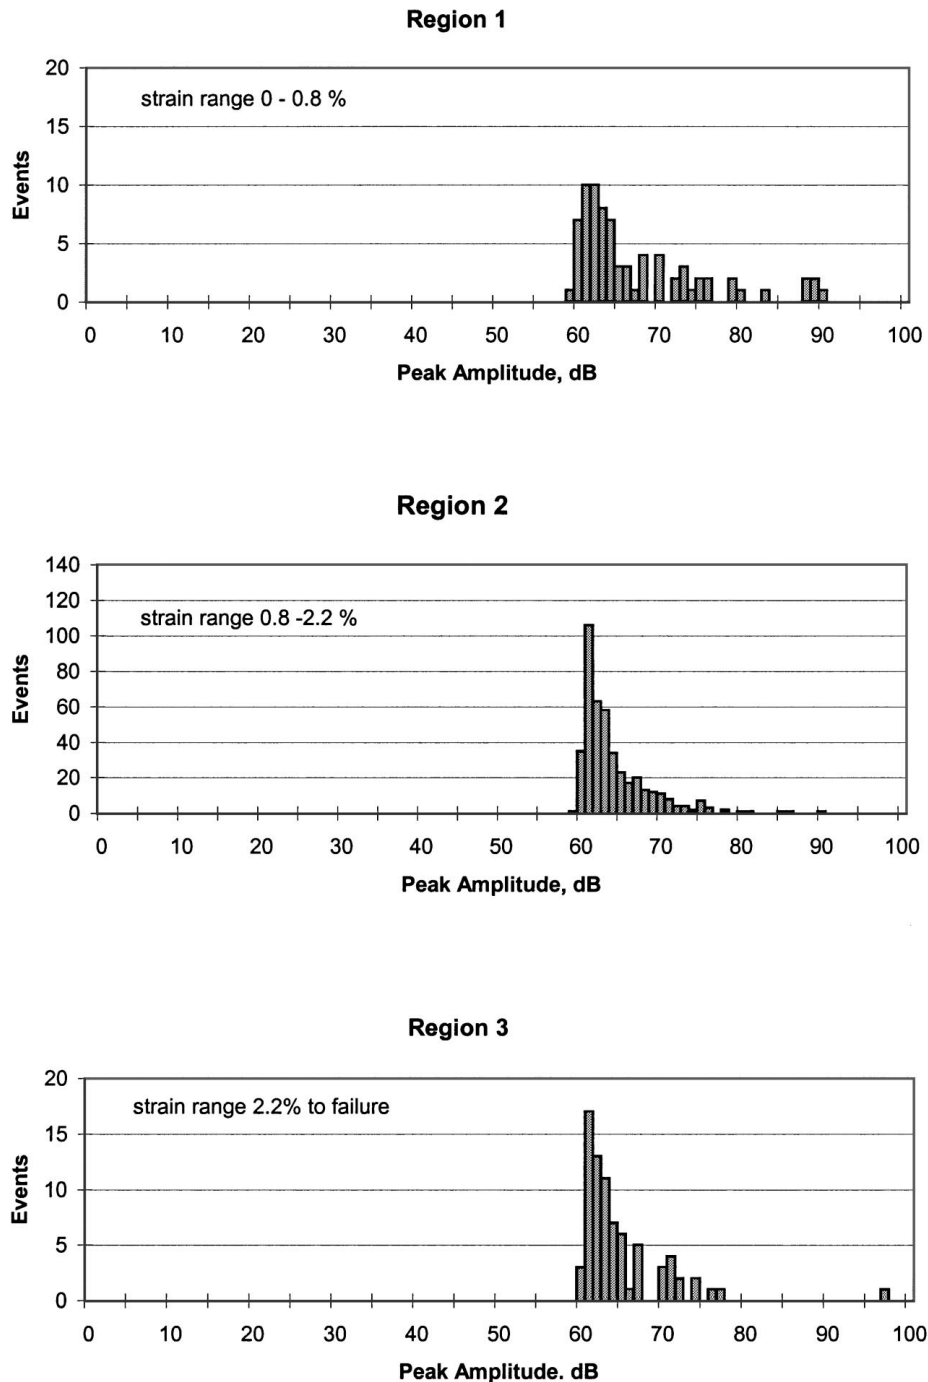 Region 1
20
strain range 0 - 0.8 %
15
Events
10
5
0
0 10 20 30 40 50 60 70 80 90 100
Peak Amplitude, dB
Region 2
140
120
strain range 0.8 -2.2 %
100
80
Events
60
40
20
0
0 10 20 30 40 50 60 70 80 90 100
Peak Amplitude, dB
Region 3
20
strain range 2.2% to failure
15
Events
10
5
0
0 10 20 30 40 50 60 70 80 90 100
Peak Amplitude. dB